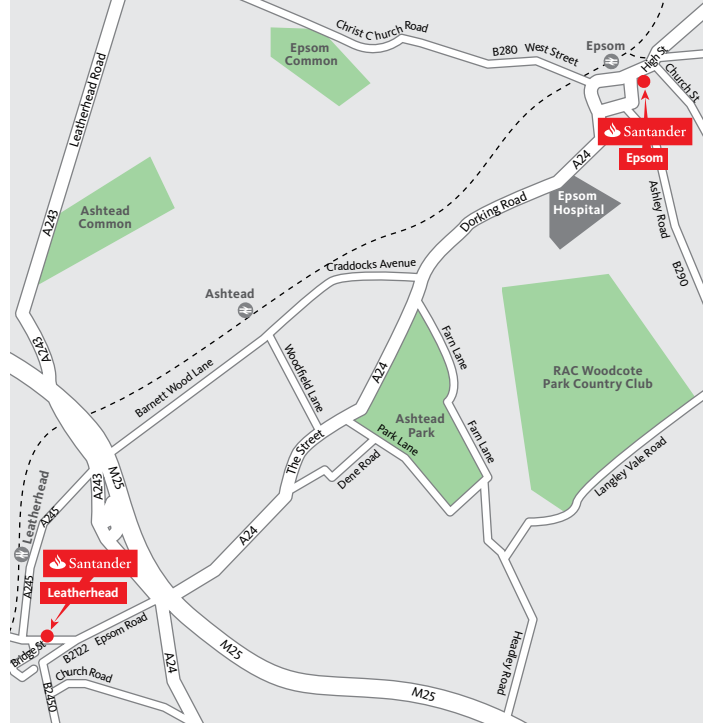 Christ Church Road
B280 West Street
Epsom
High St
Church St
Epsom
Common
Leatherhead Road
Santander
Epsom
A24
Epsom
Hospital
Ashley Road
B290
Ashtead
Common
A243
Dorking Road
Craddocks Avenue
Ashtead
A243
Barnett Wood Lane
Woodfield Lane
A24
Farn Lane
RAC Woodcote
Park Country Club
Ashtead
Park
Park Lane
Farn Lane
The Street
Dene Road
Langley Vale Road
M25
A243
Leatherhead
A245
A24
Santander
Leatherhead
A245
Bridge St
B2122 Epsom Road
Church Road
B2450
A24
M25
M25
Headley Road